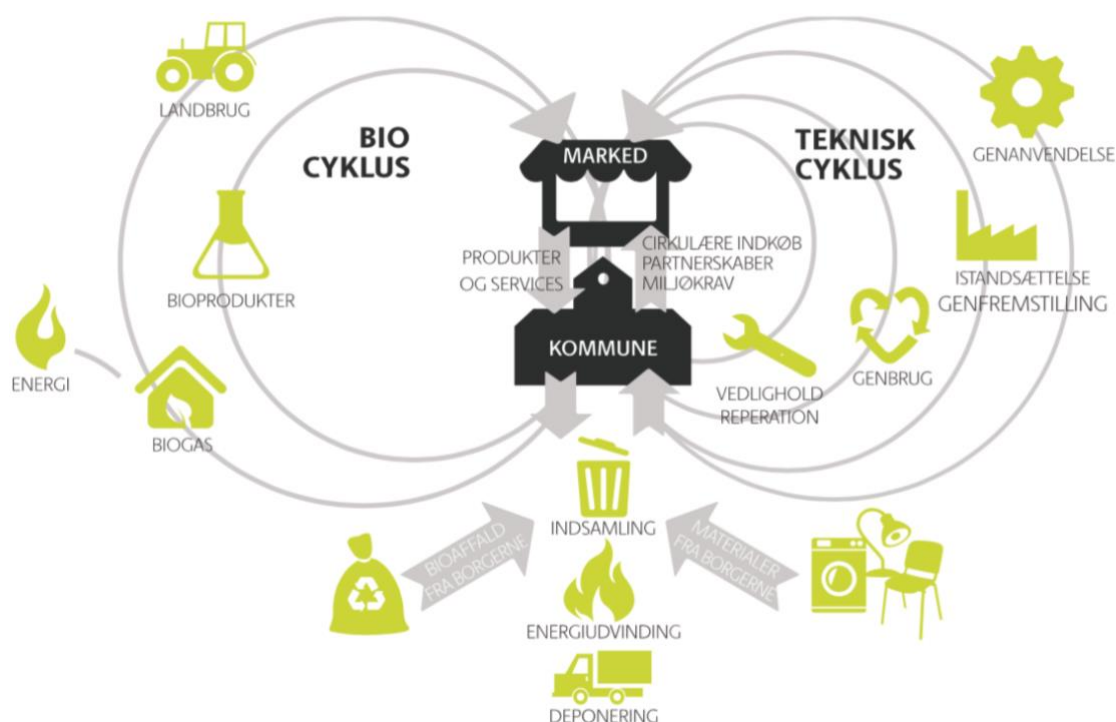 LANDBRUG
BIO
CYKLUS
BIOPRODUKTER
ENERGI
BIOGAS
MARKED
PRODUKTER
OG SERVICES
CIRKULÆRE INDKØB
PARTNERSKABER
MILJØKRAV
KOMMUNE
TEKNISK
CYKLUS
GENANVENDELSE
ISTANDSÆTTELSE
GENFREMSTILLING
GENBRUG
VEDLIGHOLD
REPERATION
INDSAMLING
BIOAFFALD
FRA BORGERNE
MATERIALER
FRA BORGERNE
ENERGIUDVINDING
DEPONERING